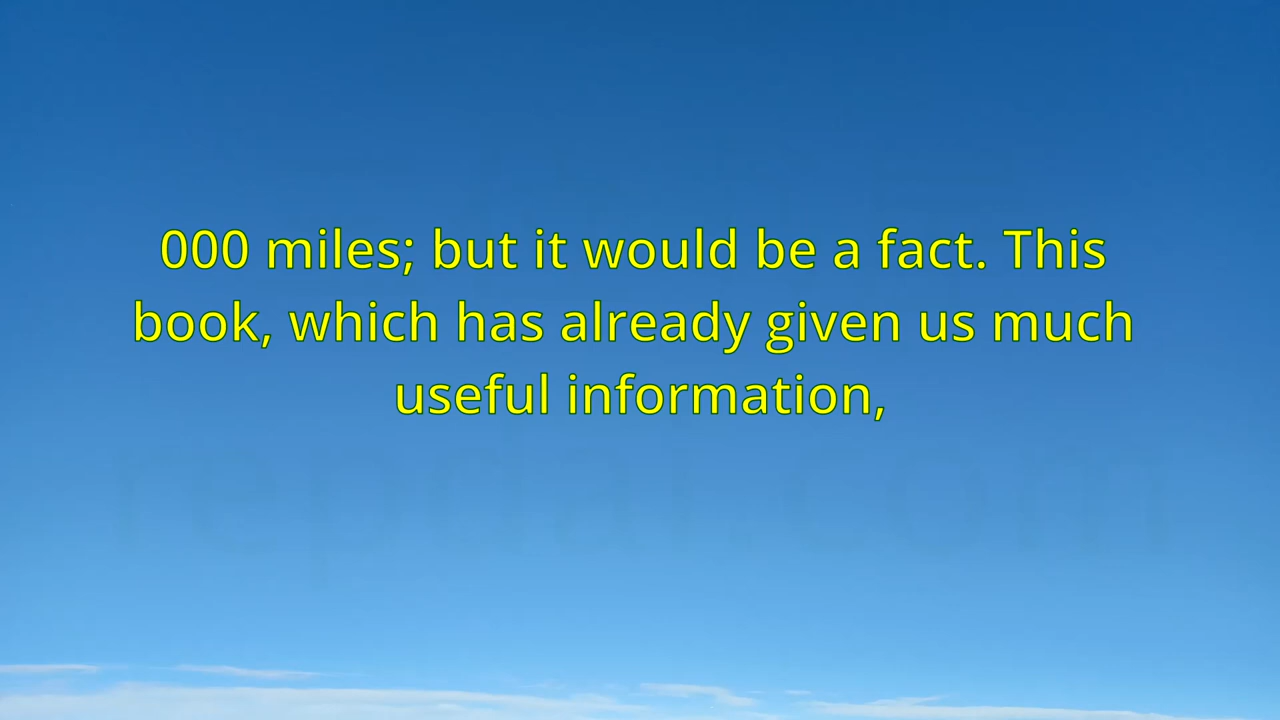 000 miles; but it would be a fact. This
book, which has already given us much
useful information,